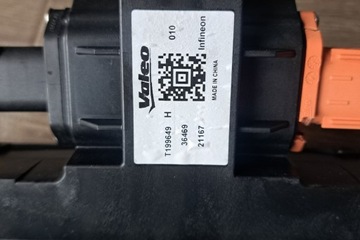 Valeo
T199649 H 010
36469
21167 Infineon
MADE IN CHINA